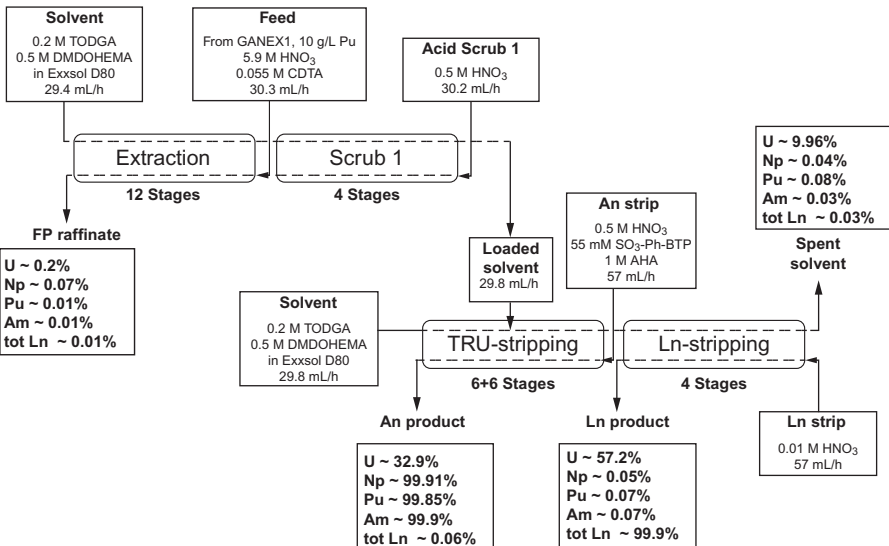 Solvent
0.2 M TODGA
0.5 M DMDOHEMA
in Exxsol D80
29.4 mL/h
Feed
From GANEX1, 10 g/L Pu
5.9 M HNO₃
0.055 M CDTA
30.3 mL/h
Acid Scrub 1
0.5 M HNO₃
30.2 mL/h
Extraction
12 Stages
Scrub 1
4 Stages
FP raffinate
U ~ 0.2%
Np ~ 0.07%
Pu ~ 0.01%
Am ~ 0.01%
tot Ln ~ 0.01%
Loaded
solvent
29.8 mL/h
An strip
0.5 M HNO₃
55 mM SO₃-Ph-BTP
1 M AHA
57 mL/h
U ~ 9.96%
Np ~ 0.04%
Pu ~ 0.08%
Am ~ 0.03%
tot Ln ~ 0.03%
Spent
solvent
Solvent
0.2 M TODGA
0.5 M DMDOHEMA
in Exxsol D80
29.8 mL/h
TRU-stripping
6+6 Stages
Ln-stripping
4 Stages
An product
U ~ 32.9%
Np ~ 99.91%
Pu ~ 99.85%
Am ~ 99.9%
tot Ln ~ 0.06%
Ln product
U ~ 57.2%
Np ~ 0.05%
Pu ~ 0.07%
Am ~ 0.07%
tot Ln ~ 99.9%
Ln strip
0.01 M HNO₃
57 mL/h